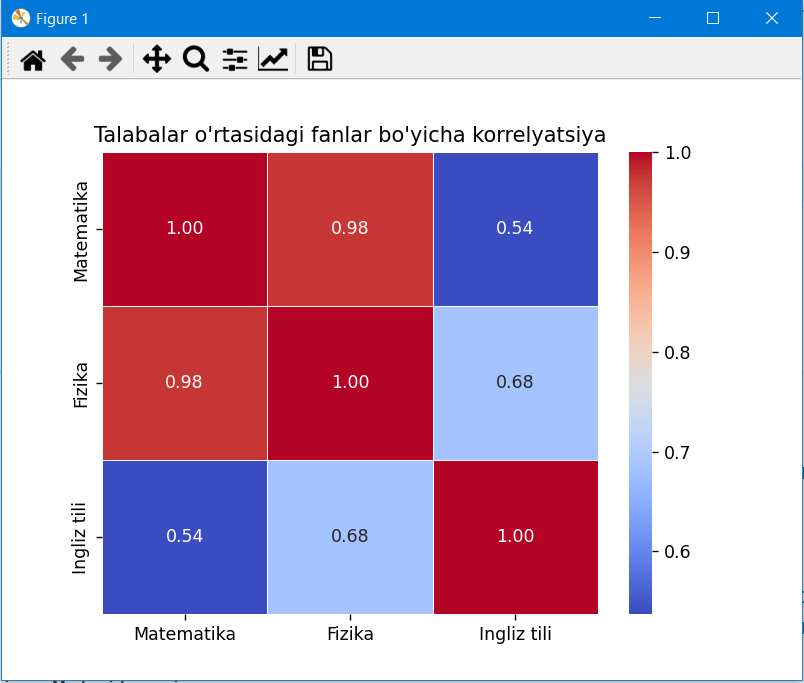 Figure 1
Talabalar o'rtasidagi fanlar bo'yicha korrelyatsiya
Matematika
1.00 0.98 0.54
Fizika
0.98 1.00 0.68
Ingliz tili
0.54 0.68 1.00
Matematika Fizika Ingliz tili
1.0
0.9
0.8
0.7
0.6